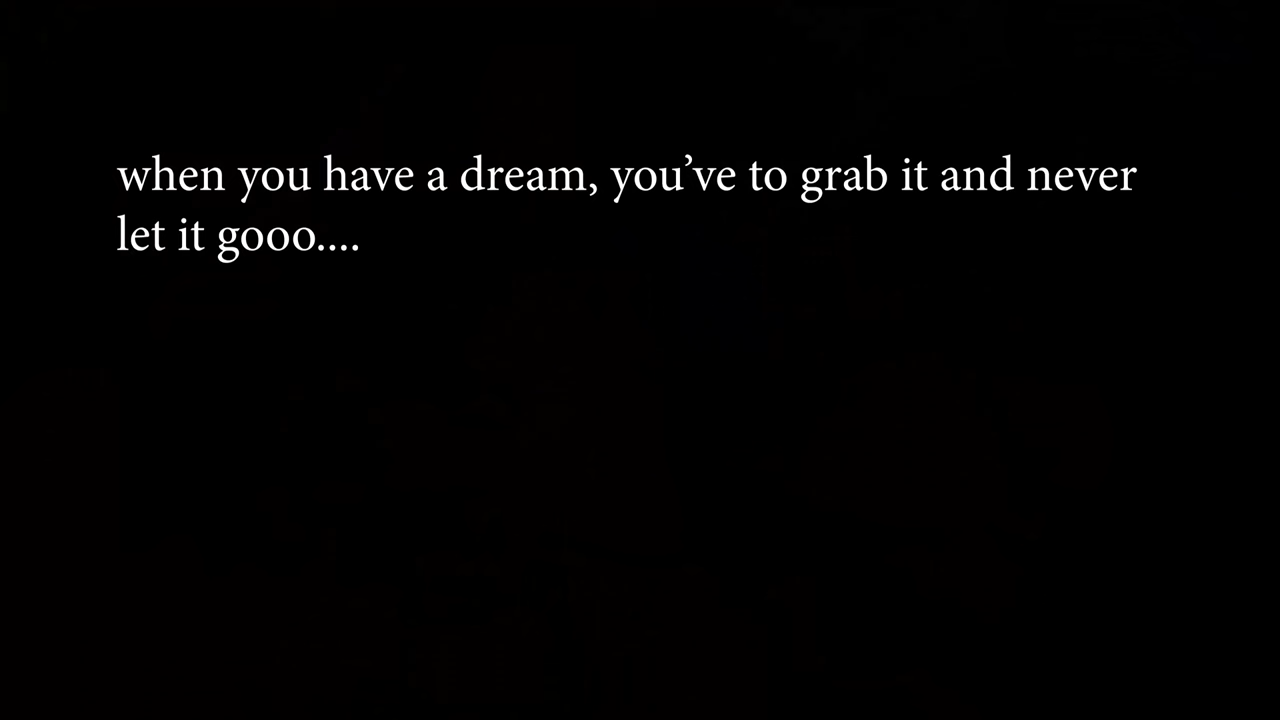 when you have a dream, you’ve to grab it and never
let it gooo....